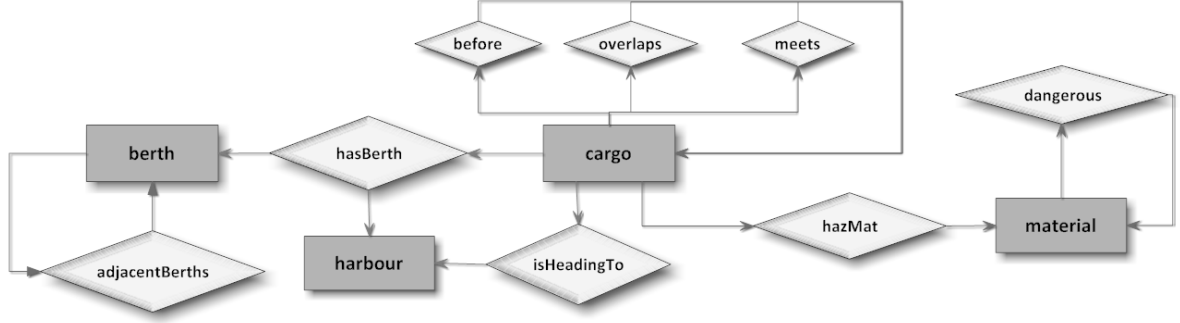 before
overlaps
meets
dangerous
berth
hasBerth
cargo
hazMat
material
adjacentBerths
harbour
isHeadingTo